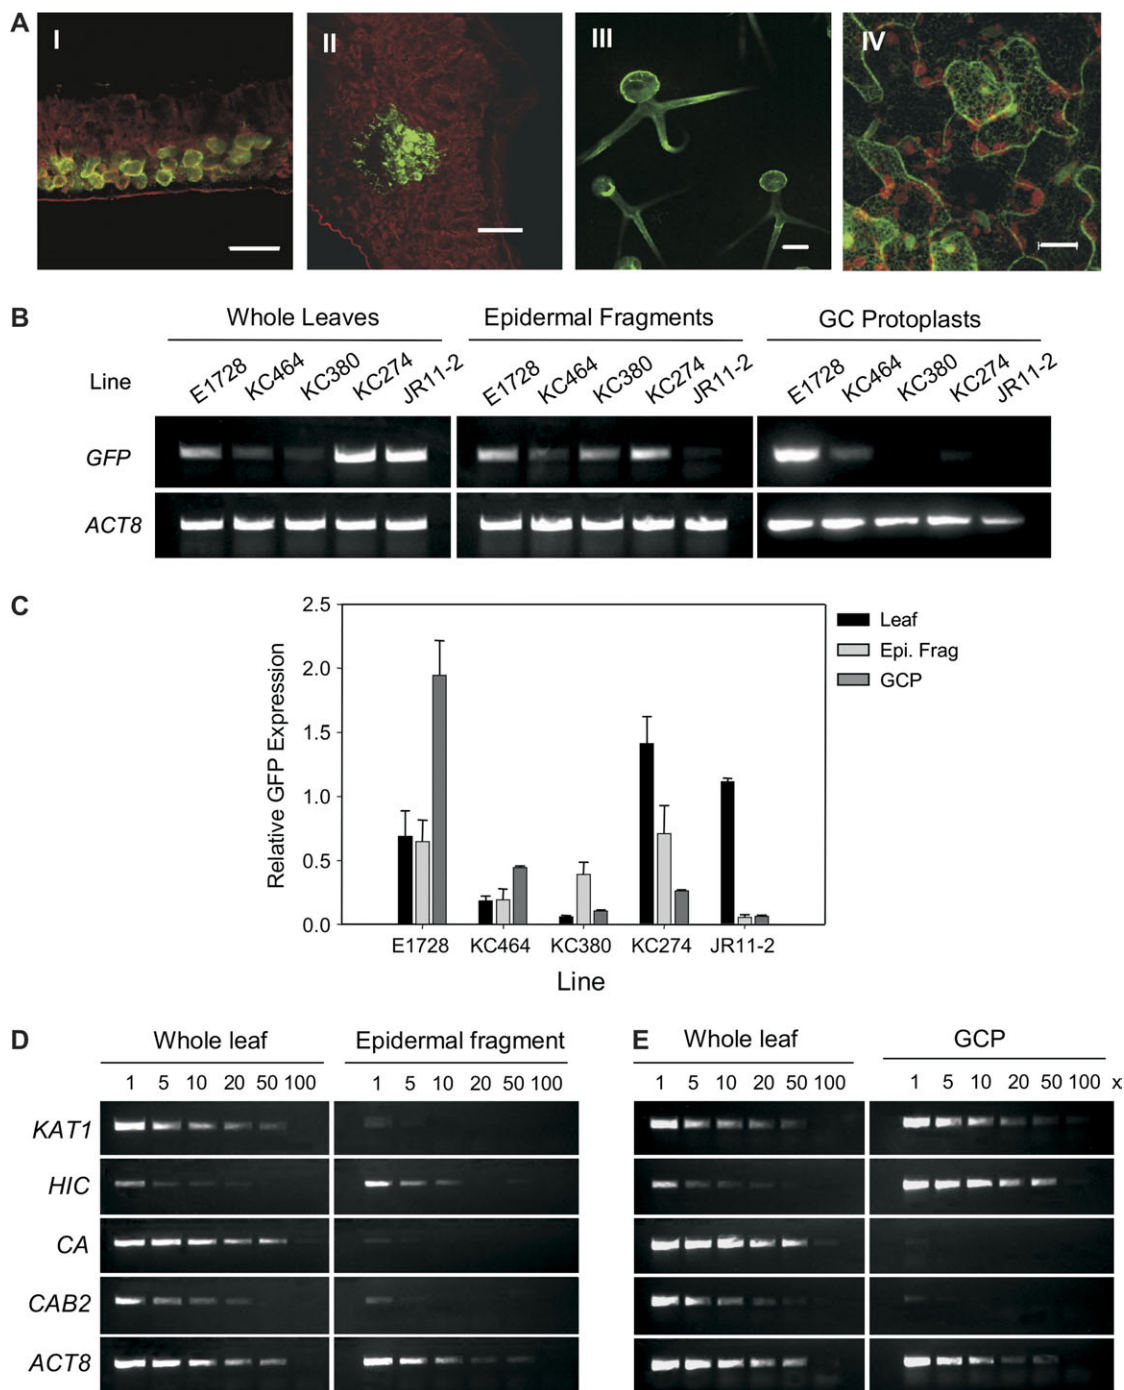 A
I
II
III
IV
B
Whole Leaves
Epidermal Fragments
GC Protoplasts
Line
E1728
KC464
KC380
KC274
JR11-2
E1728
KC464
KC380
KC274
JR11-2
E1728
KC464
KC380
KC274
JR11-2
GFP
ACT8
C
2.5
2.0
1.5
1.0
0.5
0.0
Relative GFP Expression
Leaf
Epi. Frag
GCP
E1728 KC464 KC380 KC274 JR11-2
Line
D
Whole leaf
Epidermal fragment
1 5 10 20 50 100
1 5 10 20 50 100
E
Whole leaf
GCP
1 5 10 20 50 100
1 5 10 20 50 100 x
KAT1
HIC
CA
CAB2
ACT8